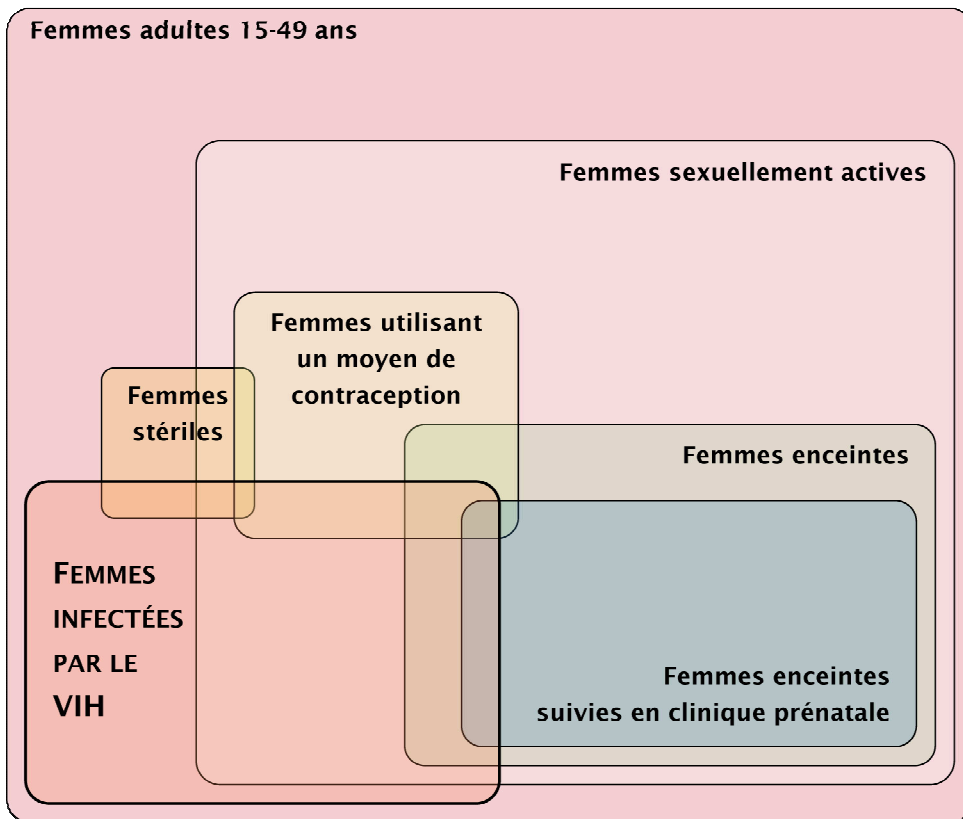 Femmes adultes 15-49 ans
Femmes sexuellement actives
Femmes utilisant
un moyen de
contraception
Femmes
stériles
Femmes enceintes
FEMMES
INFECTÉES
PAR LE
VIH
Femmes enceintes
suivies en clinique prénatale